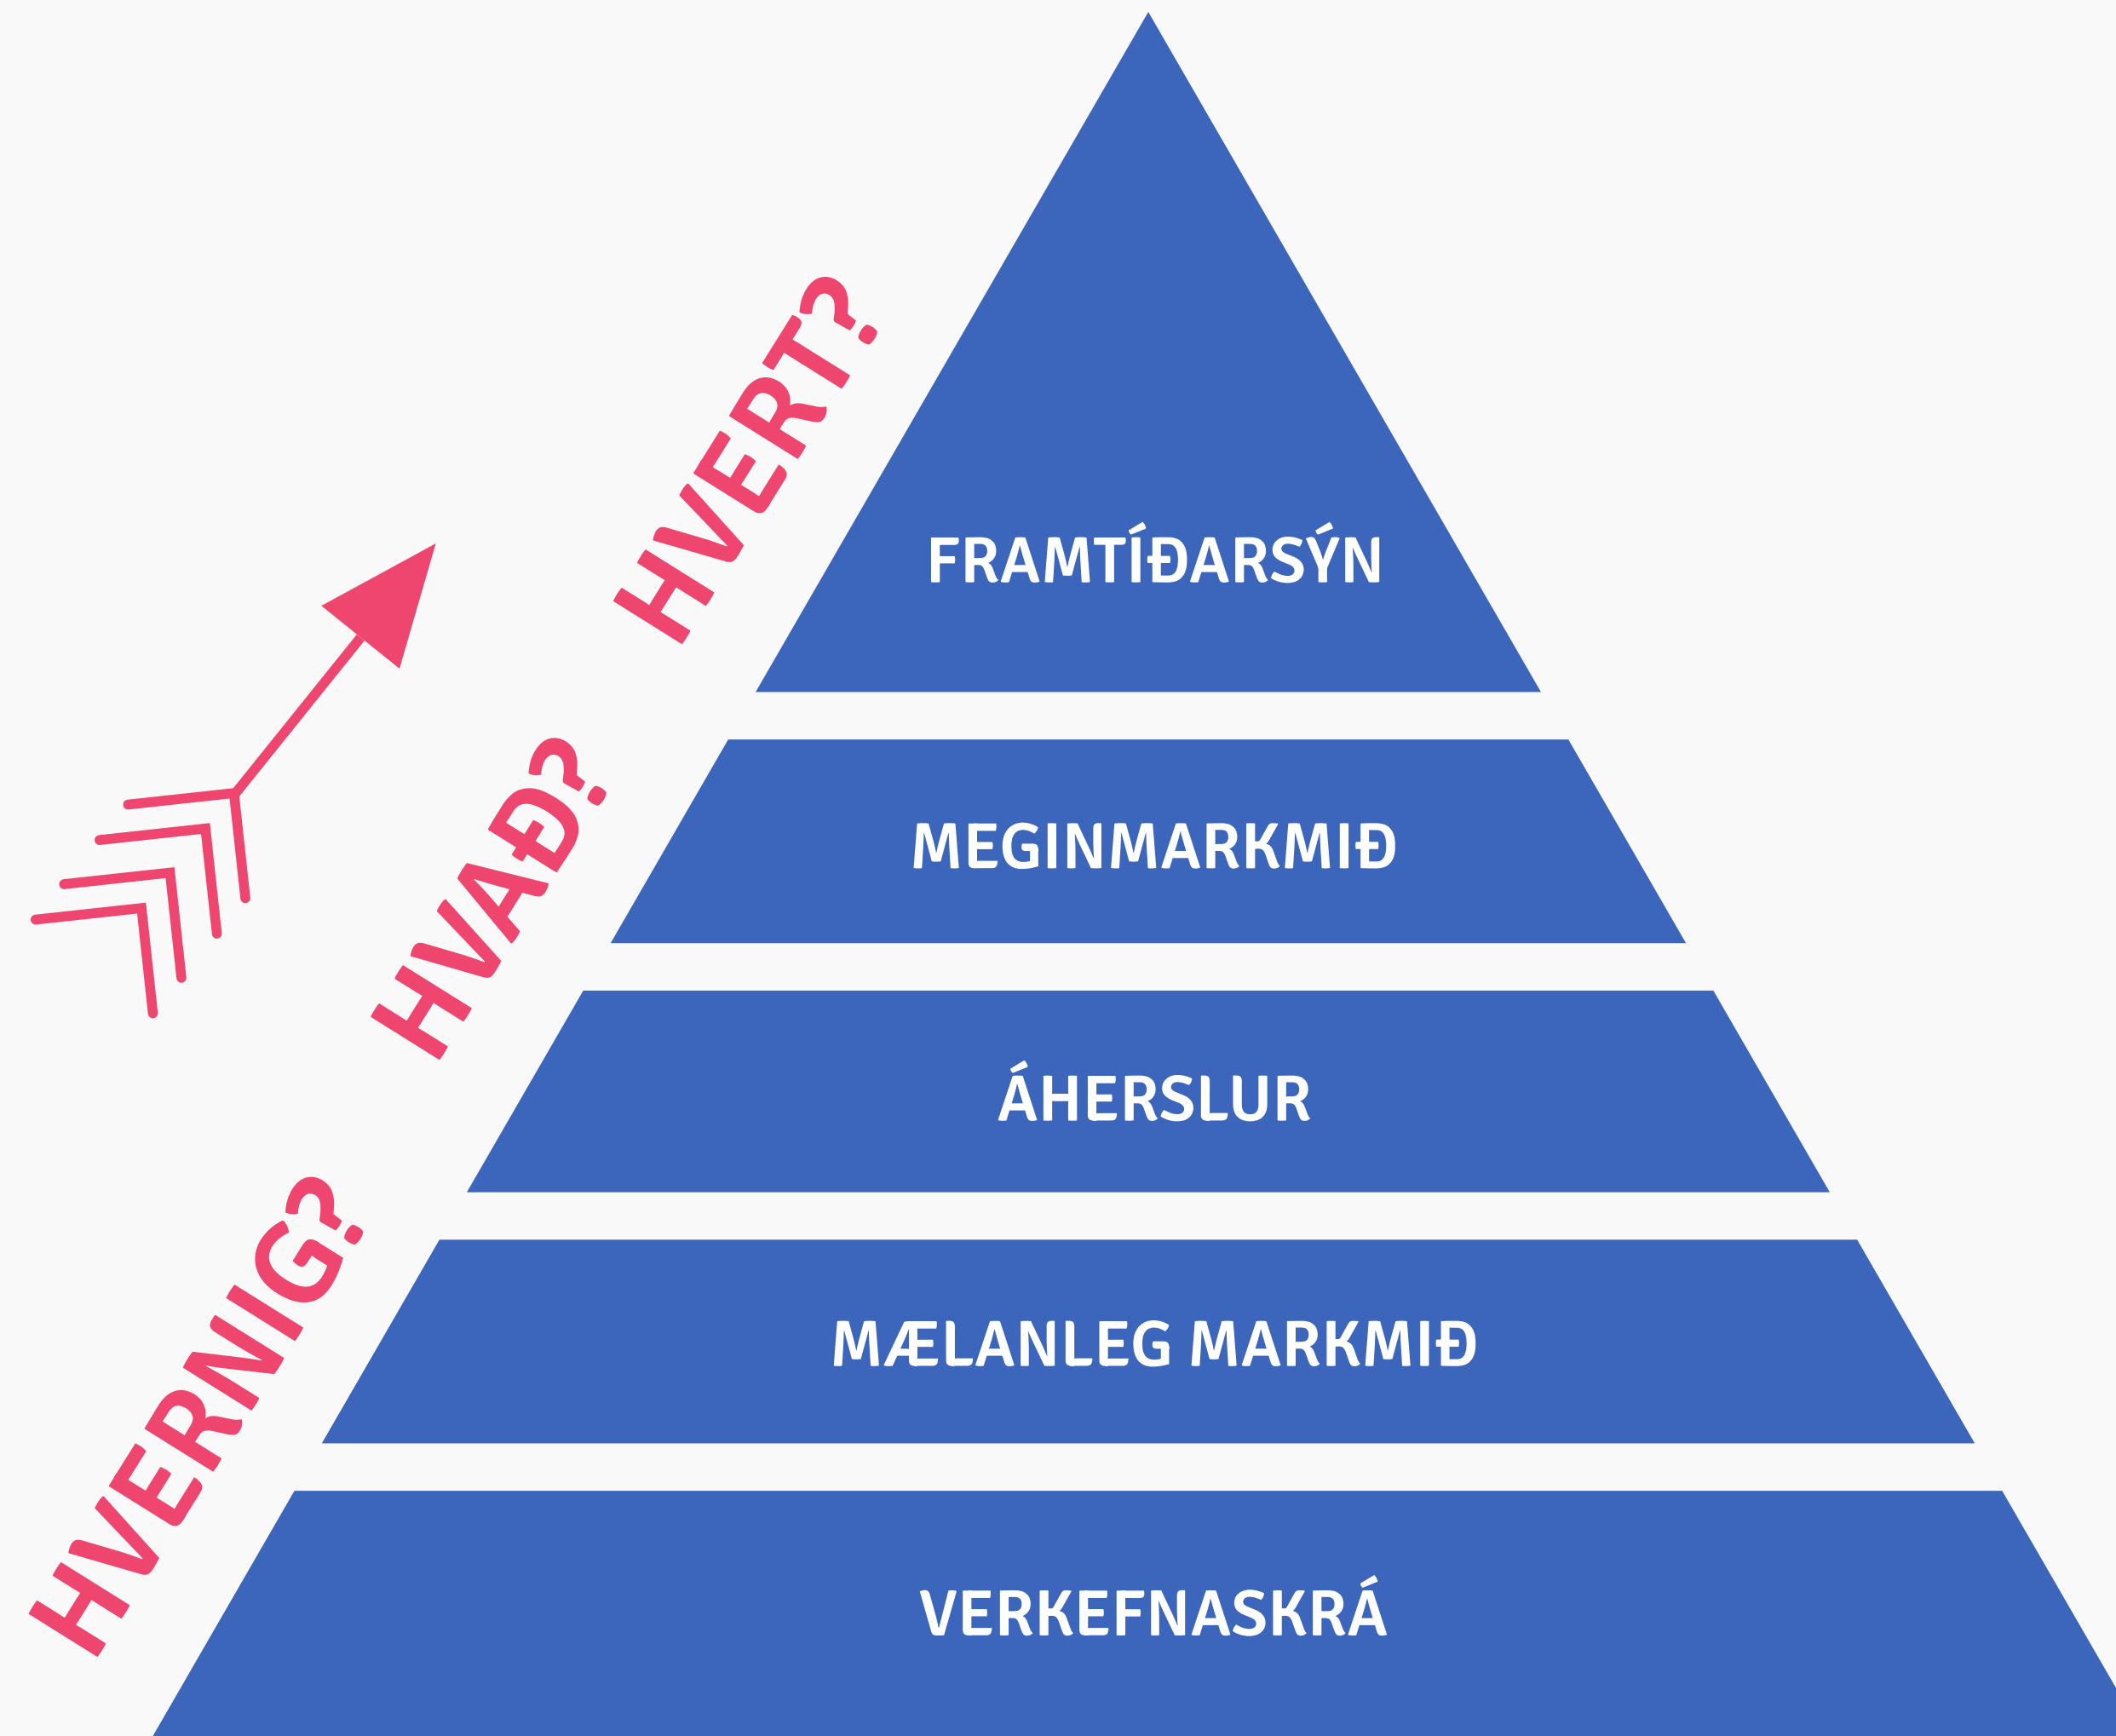 HVERT?
FRAMTÍÐARSÝN
HVAÐ?
MEGINMARKMIÐ
ÁHERSLUR
HVERNIG?
MÆLANLEG MARKMIÐ
VERKEFNASKRÁ